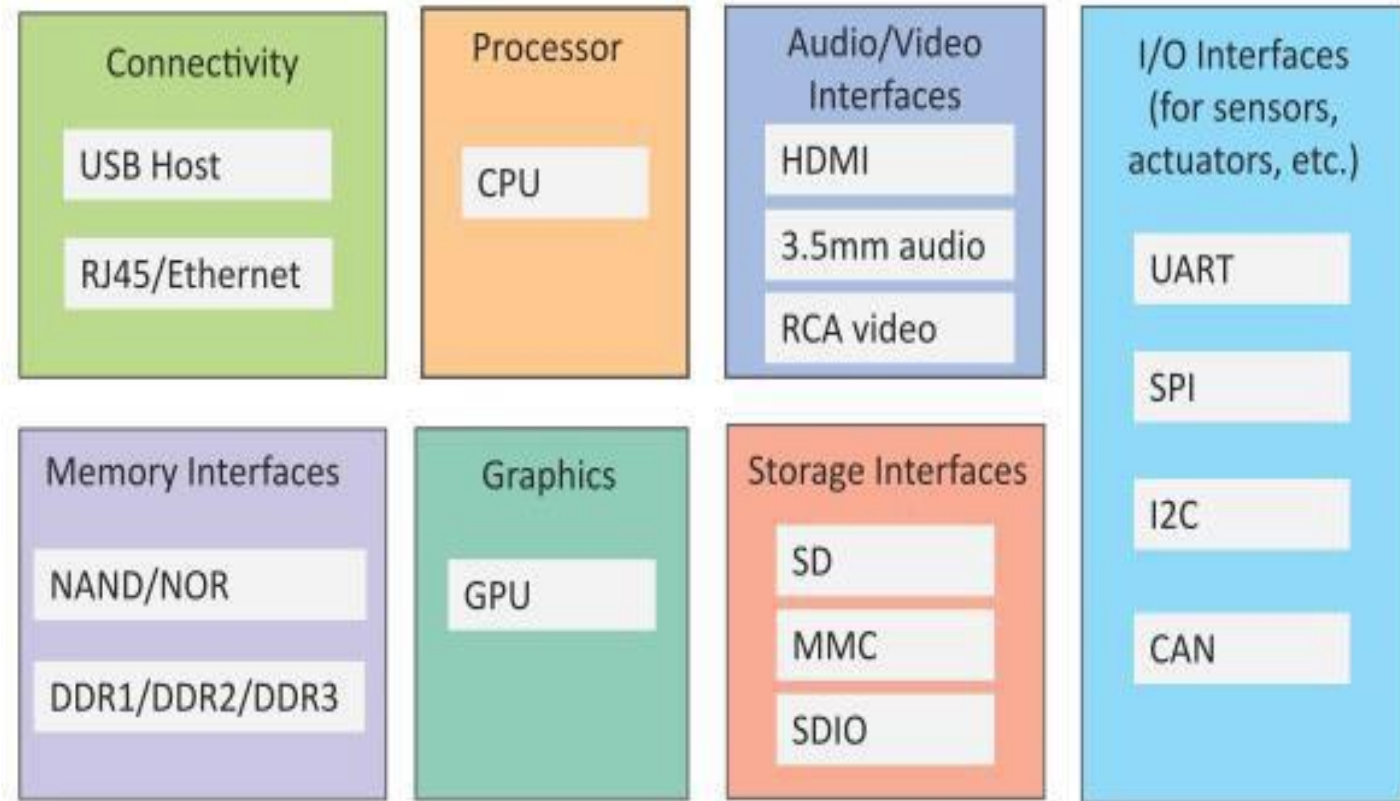 Connectivity
USB Host
RJ45/Ethernet
Processor
CPU
Audio/Video
Interfaces
HDMI
3.5mm audio
RCA video
I/O Interfaces
(for sensors,
actuators, etc.)
UART
SPI
I2C
CAN
Memory Interfaces
NAND/NOR
DDR1/DDR2/DDR3
Graphics
GPU
Storage Interfaces
SD
MMC
SDIO